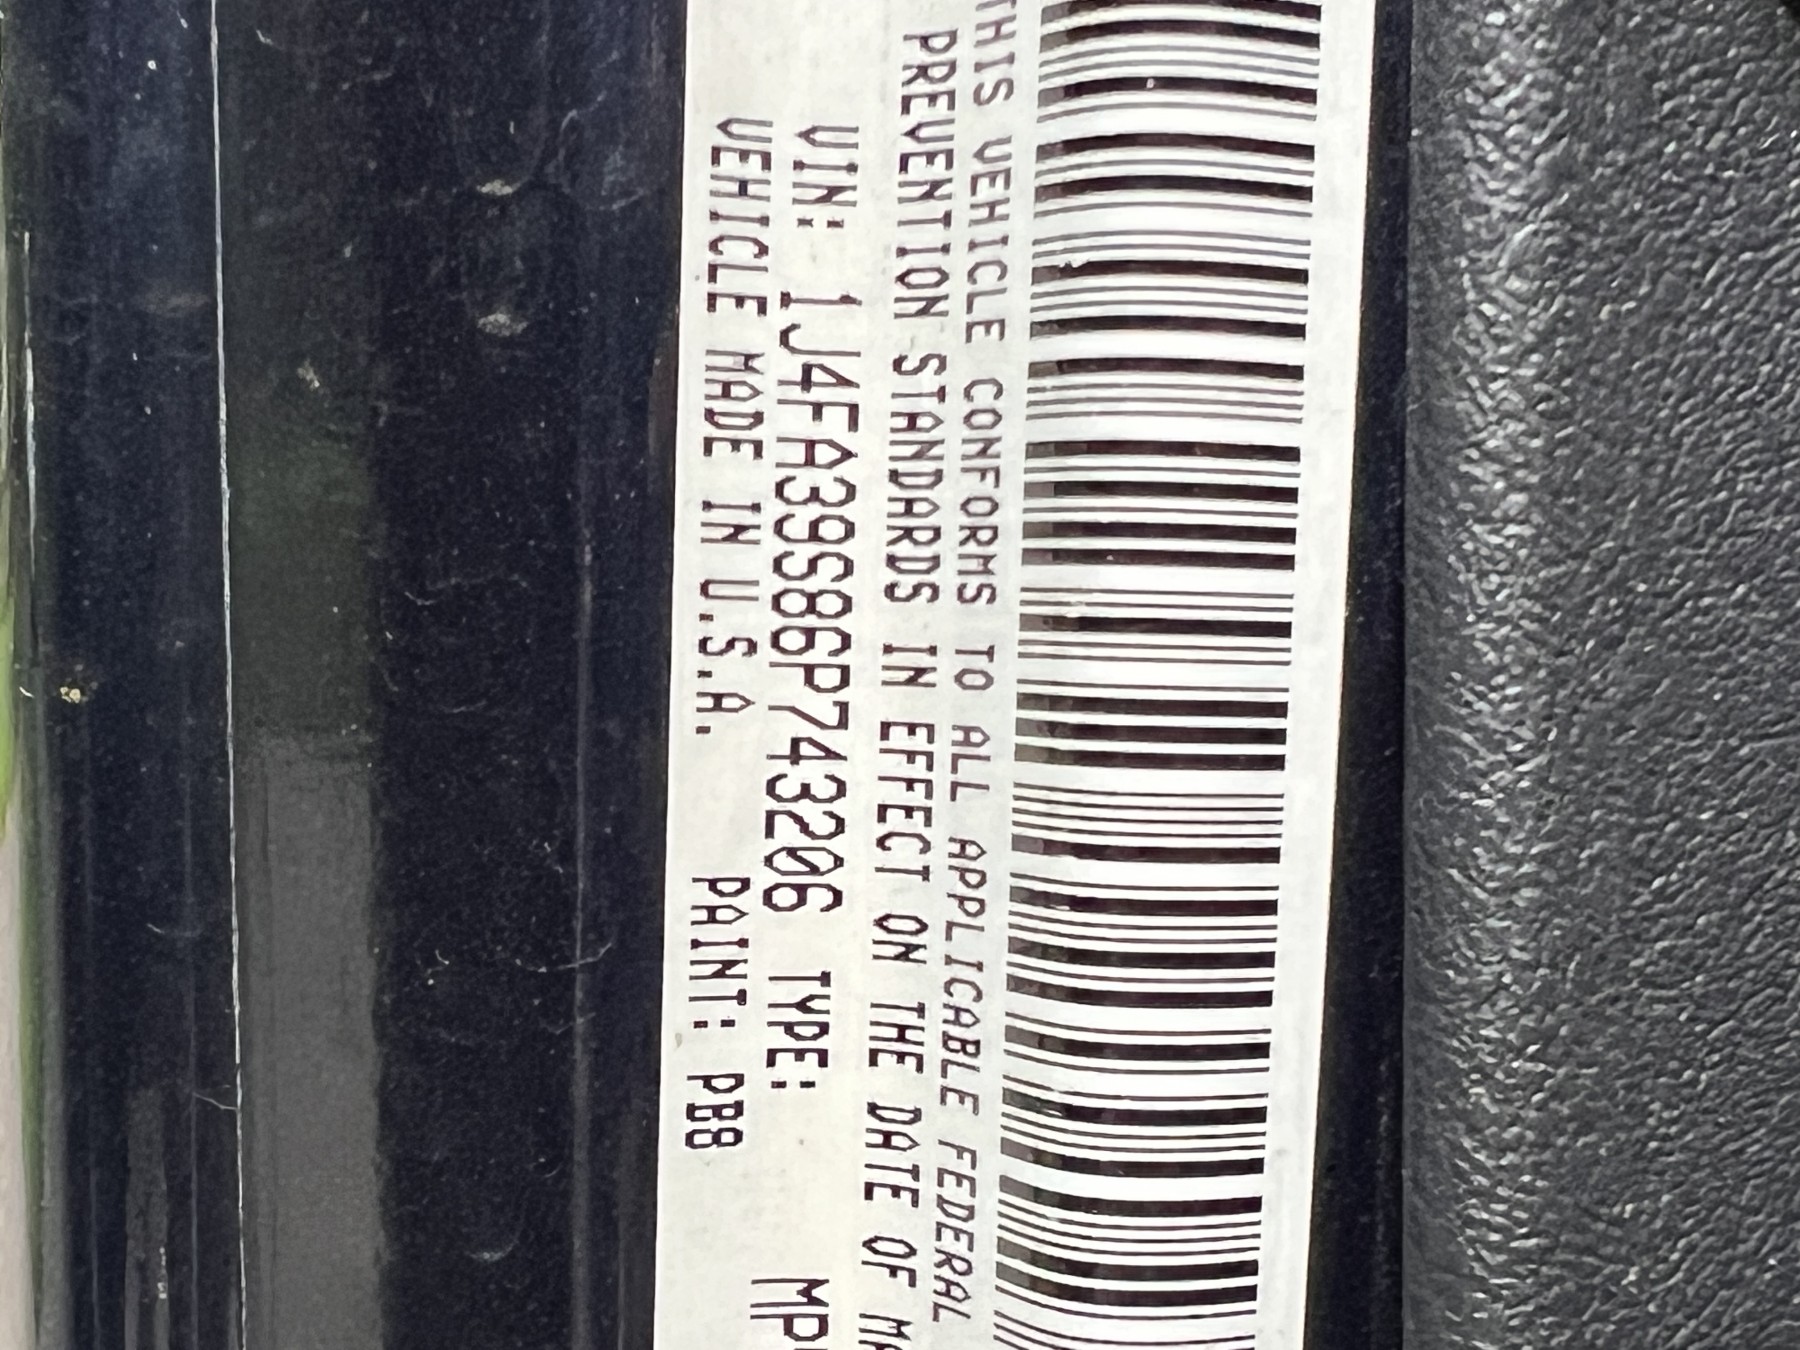 THIS VEHICLE CONFORMS TO ALL APPLICABLE FEDERAL
PREVENTION STANDARDS IN EFFECT ON THE DATE OF
VIN: 1J4FA39S86P743206 TYPE:
VEHICLE MADE IN U.S.A. PAINT: PB8